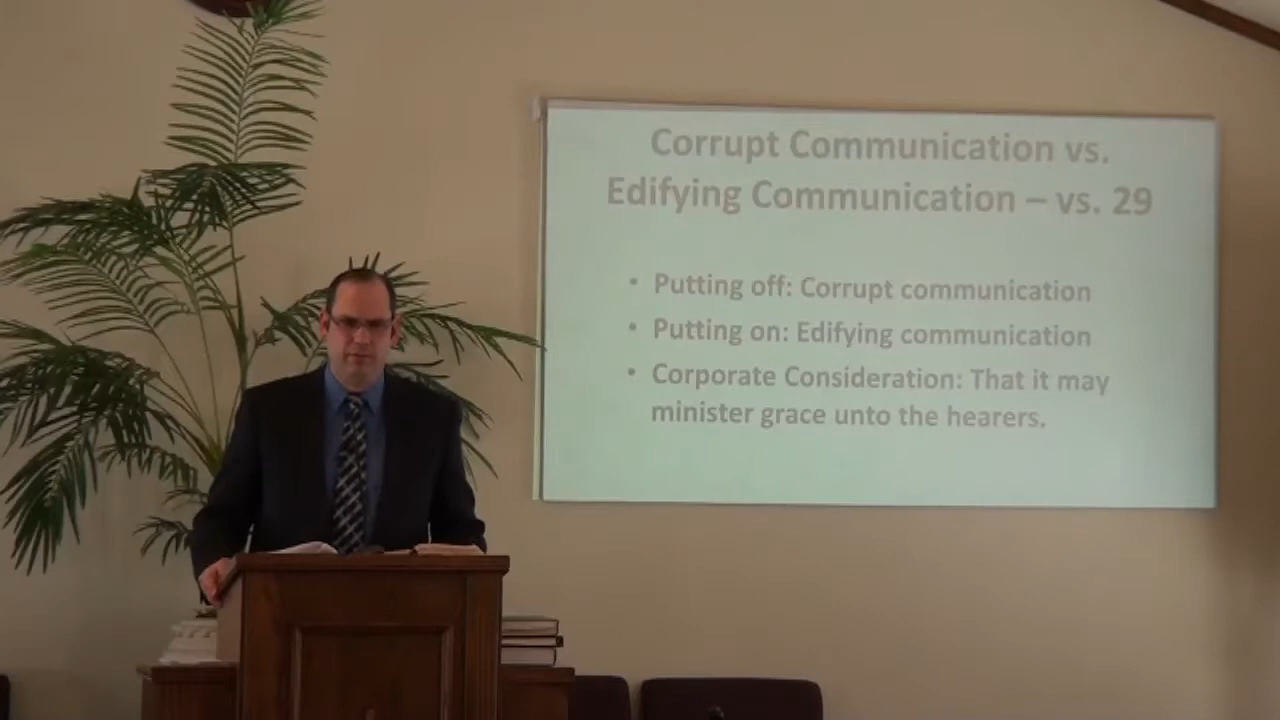 Corrupt Communication vs.
Edifying Communication – vs. 29
• Putting off: Corrupt communication
• Putting on: Edifying communication
• Corporate Consideration: That it may
minister grace unto the hearers.